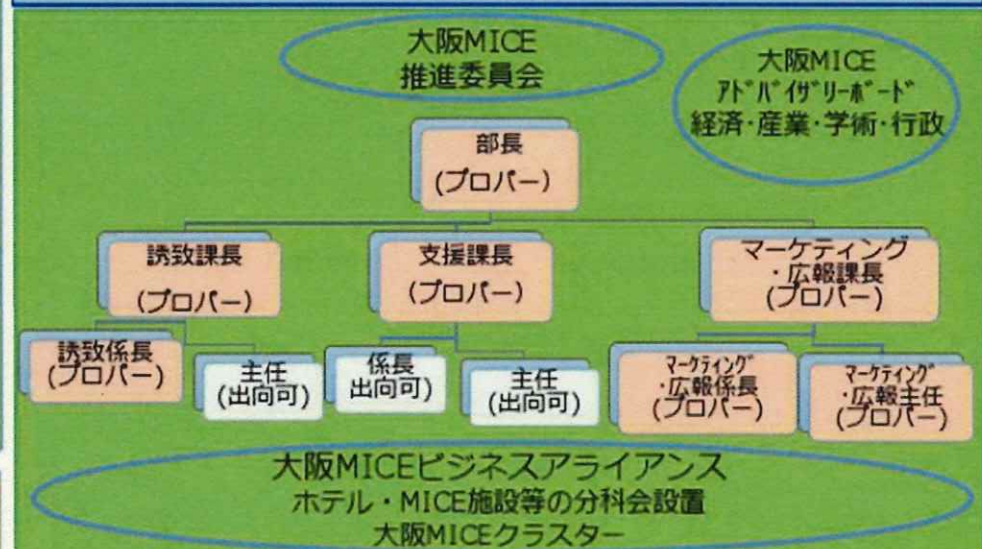 大阪MICE
推進委員会
大阪MICE
ｱﾄﾞﾊﾞｲｻﾞﾘｰﾎﾞｰﾄﾞ
経済・産業・学術・行政
部長
(プロパー)
誘致課長
(プロパー)
支援課長
(プロパー)
マーケティング
・広報課長
(プロパー)
誘致係長
(プロパー)
主任
(出向可)
係長
出向可)
主任
(出向可)
ﾏｰｹﾃｨﾝｸﾞ
・広報係長
(プロパー)
ﾏｰｹﾃｨﾝｸﾞ
・広報主任
(プロパー)
大阪MICEビジネスアライアンス
ホテル・MICE施設等の分科会設置
大阪MICEクラスター